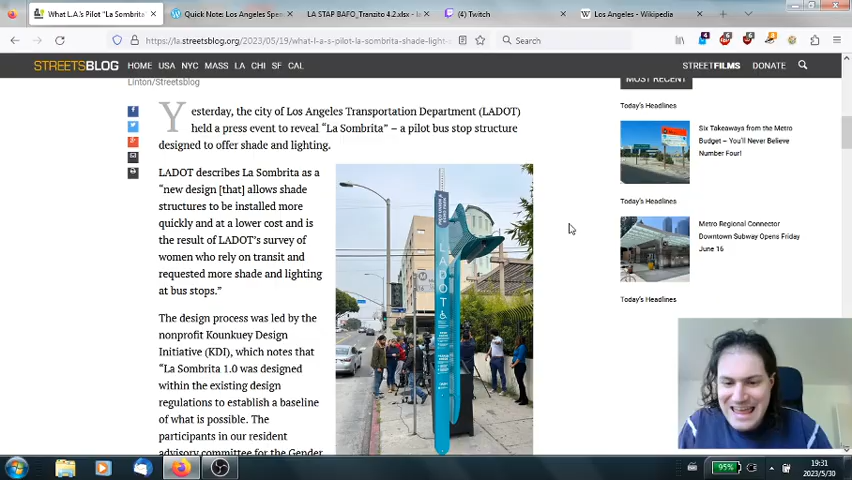 What L.A.'s Pilot "La Sombrita"
Quick Note: Los Angeles Spe
LA STAP BAFO_Tranzito 4.2.xlsx -
(4) Twitch
Los Angeles - Wikipedia
https://la.streetsblog.org/2023/05/19/what-l-a-s-pilot-la-sombrita-shade-light-
Search
STREETSBLOG HOME USA NYC MASS LA CHI SF CAL
STREETFILMS DONATE
Linton/Streetsblog
Yesterday, the city of Los Angeles Transportation Department (LADOT)
held a press event to reveal “La Sombrita” – a pilot bus stop structure
designed to offer shade and lighting.
LADOT describes La Sombrita as a
“new design [that] allows shade
structures to be installed more
quickly and at a lower cost and is
the result of LADOT’s survey of
women who rely on transit and
requested more shade and lighting
at bus stops.”
The design process was led by the
nonprofit Kounkuey Design
Initiative (KDI), which notes that
“La Sombrita 1.0 was designed
within the existing design
regulations to establish a baseline
of what is possible. The
participants in our resident
advisory committee for the Gender
LADOT
MOST RECENT
Today's Headlines
Six Takeaways from the Metro
Budget – You'll Never Believe
Number Four!
Today's Headlines
Metro Regional Connector
Downtown Subway Opens Friday
June 16
Today's Headlines
95%
19:31
2023/5/30